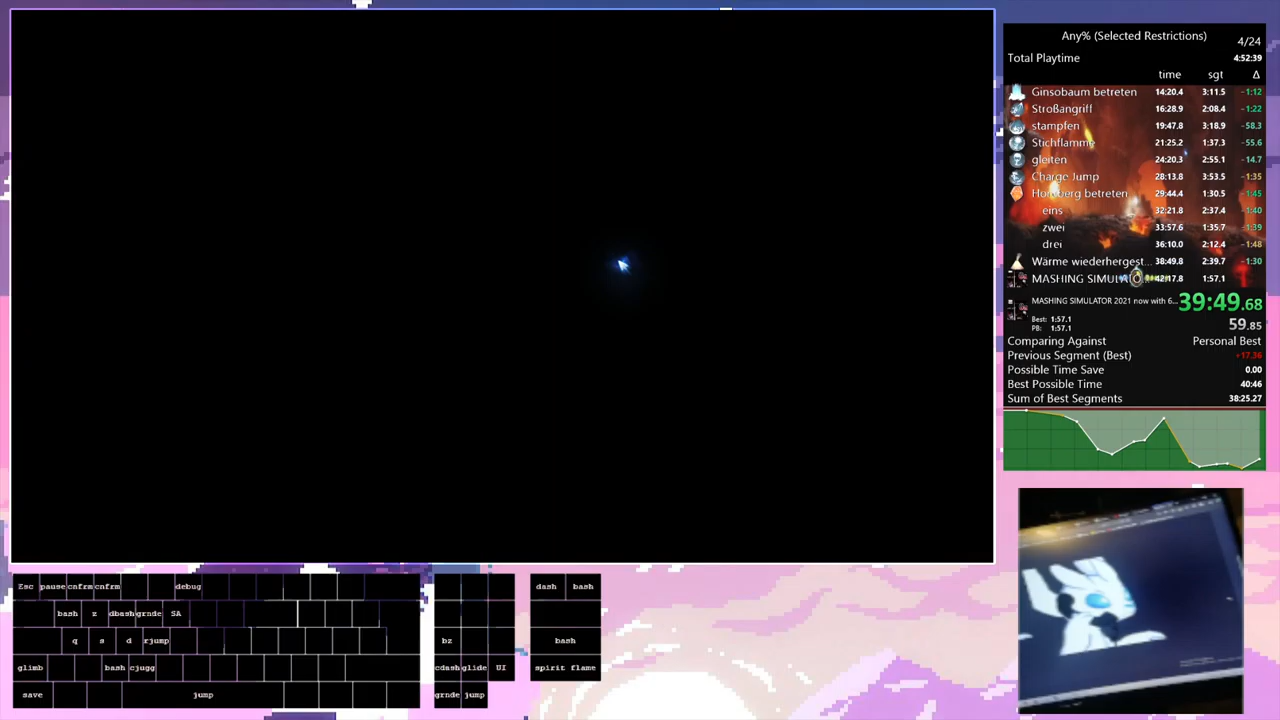 Any% (Selected Restrictions)
4/24
Total Playtime 4:52:39
time sgt Δ
Ginsobaum betreten 14:20.4 3:11.5 −1:12
Stroßangriff 16:28.9 2:08.4 −1:22
stampfen 19:47.8 3:18.9 −58.3
Stichflamme 21:25.2 1:37.3 −55.6
gleiten 24:20.3 2:55.1 −14.7
Charge Jump 28:13.8 3:53.5 −1:35
betreten 29:44.4 1:30.5 −1:45
eins 32:21.8 2:37.4 −1:40
zwei 33:57.6 1:35.7 −1:39
drei 36:10.0 2:12.4 −1:48
Wärme wiederhergest... 38:49.8 2:39.7 −1:30
MASHING 1:57.1
MASHING SIMULATOR 2021 now with 6... 39:49.68
Best: 1:57.1
PB: 1:57.1
59.85
Comparing Against Personal Best
Previous Segment (Best) +17.36
Possible Time Save 0.00
Best Possible Time 40:46
Sum of Best Segments 38:25.27
Esc pause cnfrm cnfrm debug dash bash
bash z dbash grnde SA
q s d rjump bz bash
glimb bash cjugg cdash glide UI spirit flame
save jump grnde jump